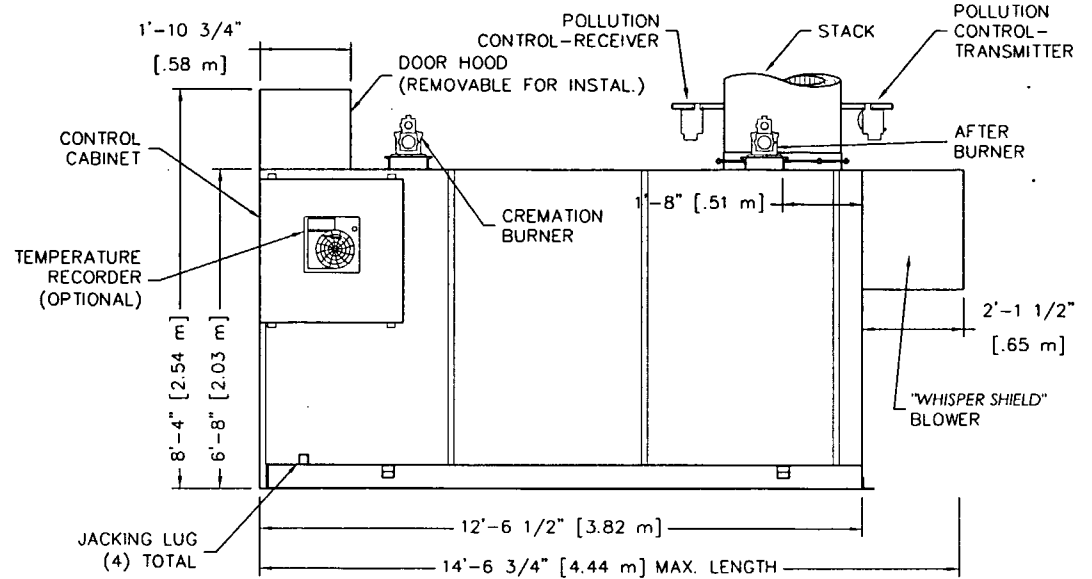 1'-10 3/4"
[.58 m]
DOOR HOOD
(REMOVABLE FOR INSTAL.)
POLLUTION
CONTROL-RECEIVER
STACK
POLLUTION
CONTROL-
TRANSMITTER
CONTROL
CABINET
AFTER
BURNER
1'-8" [.51 m]
CREMATION
BURNER
TEMPERATURE
RECORDER
(OPTIONAL)
8'-4" [2.54 m]
6'-8" [2.03 m]
2'-1 1/2"
[.65 m]
"WHISPER SHIELD"
BLOWER
JACKING LUG
(4) TOTAL
12'-6 1/2" [3.82 m]
14'-6 3/4" [4.44 m] MAX. LENGTH